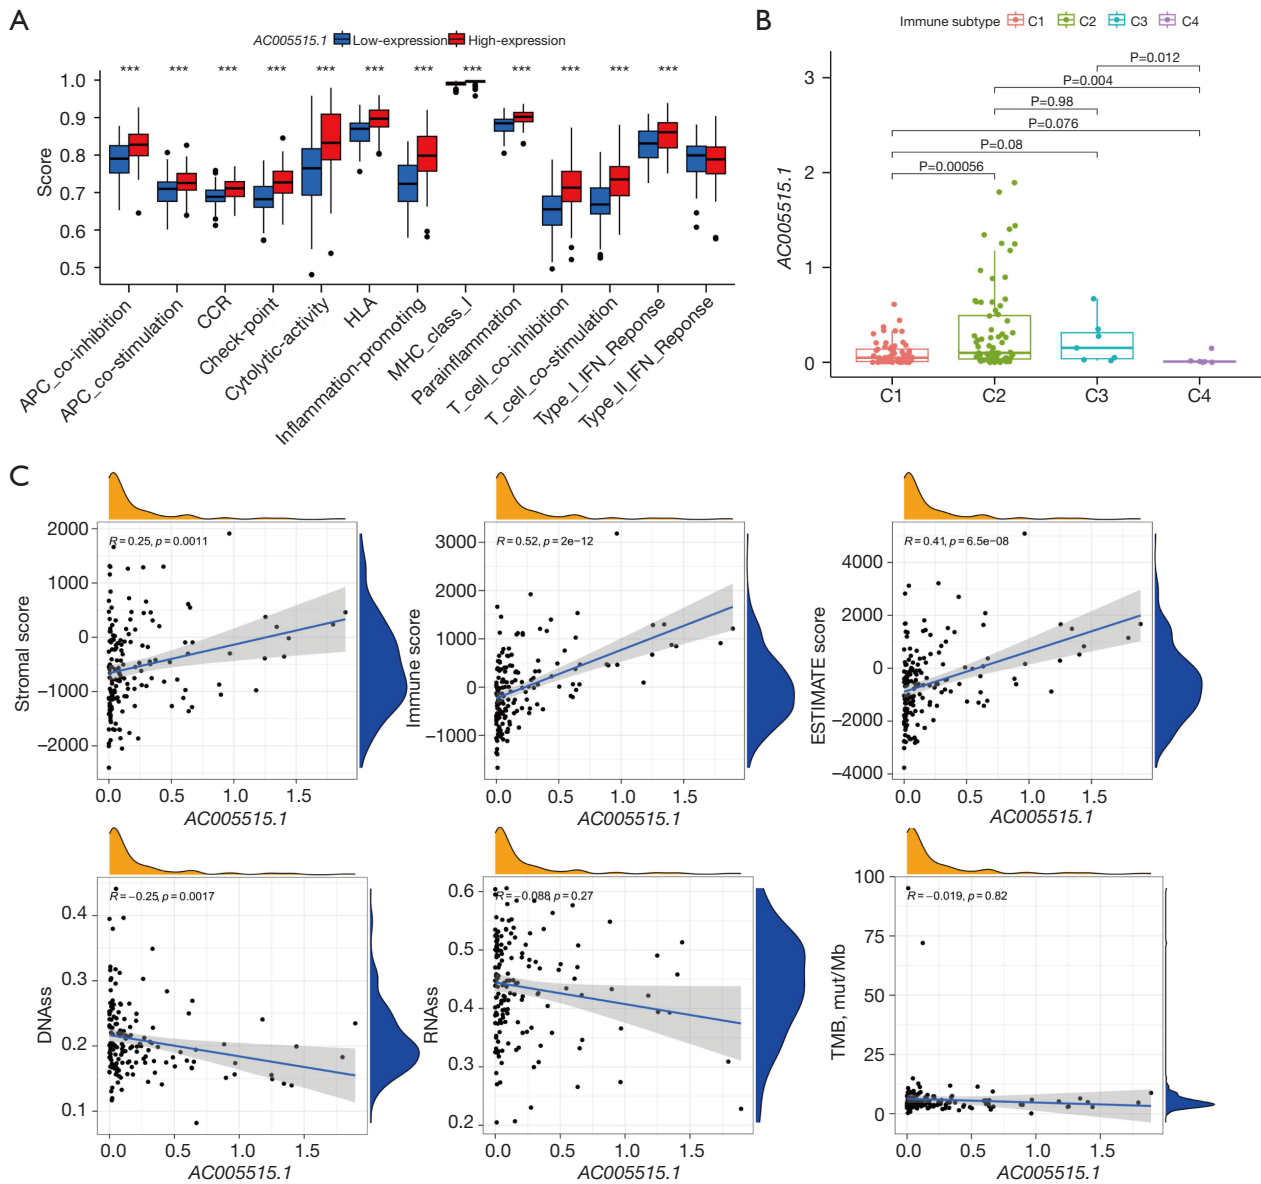 A
AC005515.1 Low-expression High-expression
*** *** *** *** *** *** *** *** *** *** *** ***
Score
1.0
0.9
0.8
0.7
0.6
0.5
APC_co-inhibition
APC_co-stimulation
CCR
Check-point
Cytolytic-activity
HLA
Inflammation-promoting
MHC_class_I
Parainflammation
T_cell_co-inhibition
T_cell_co-stimulation
Type_I_IFN_Reponse
Type_II_IFN_Reponse
B
Immune subtype C1 C2 C3 C4
AC005515.1
3
2
1
0
P=0.012
P=0.004
P=0.98
P=0.076
P=0.08
P=0.00056
C1 C2 C3 C4
C
Stromal score
2000
1000
0
−1000
−2000
R=0.25, p=0.0011
0.0 0.5 1.0 1.5
AC005515.1
Immune score
3000
2000
1000
0
−1000
R=0.52, p=2e−12
0.0 0.5 1.0 1.5
AC005515.1
ESTIMATE score
4000
2000
0
−2000
−4000
R=0.41, p=6.5e−08
0.0 0.5 1.0 1.5
AC005515.1
DNAss
0.4
0.3
0.2
0.1
R=−0.25, p=0.0017
0.0 0.5 1.0 1.5
AC005515.1
RNAss
0.6
0.5
0.4
0.3
0.2
R=−0.088, p=0.27
0.0 0.5 1.0 1.5
AC005515.1
TMB, mut/Mb
100
75
50
25
0
R=−0.019, p=0.82
0.0 0.5 1.0 1.5
AC005515.1